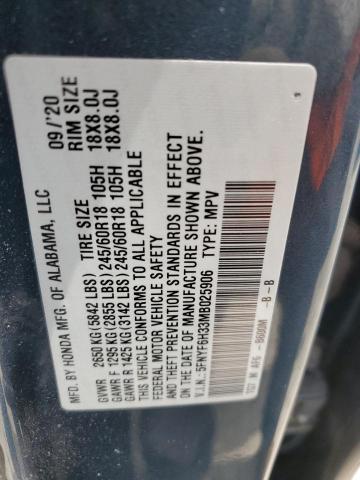 MFD. BY HONDA MFG. OF ALABAMA, LLC 09/'20
TIRE SIZE RIM SIZE
GVWR 2650 KG (5842 LBS)
GAWR F 1295 KG (2855 LBS) 245/60R18 105H 18X8.0J
GAWR R 1425 KG (3142 LBS) 245/60R18 105H 18X8.0J
THIS VEHICLE CONFORMS TO ALL APPLICABLE
FEDERAL MOTOR VEHICLE SAFETY
AND THEFT PREVENTION STANDARDS IN EFFECT
ON THE DATE OF MANUFACTURE SHOWN ABOVE.
V.I.N.: 5FNYF6H33MB025906 TYPE: MPV
-B -B